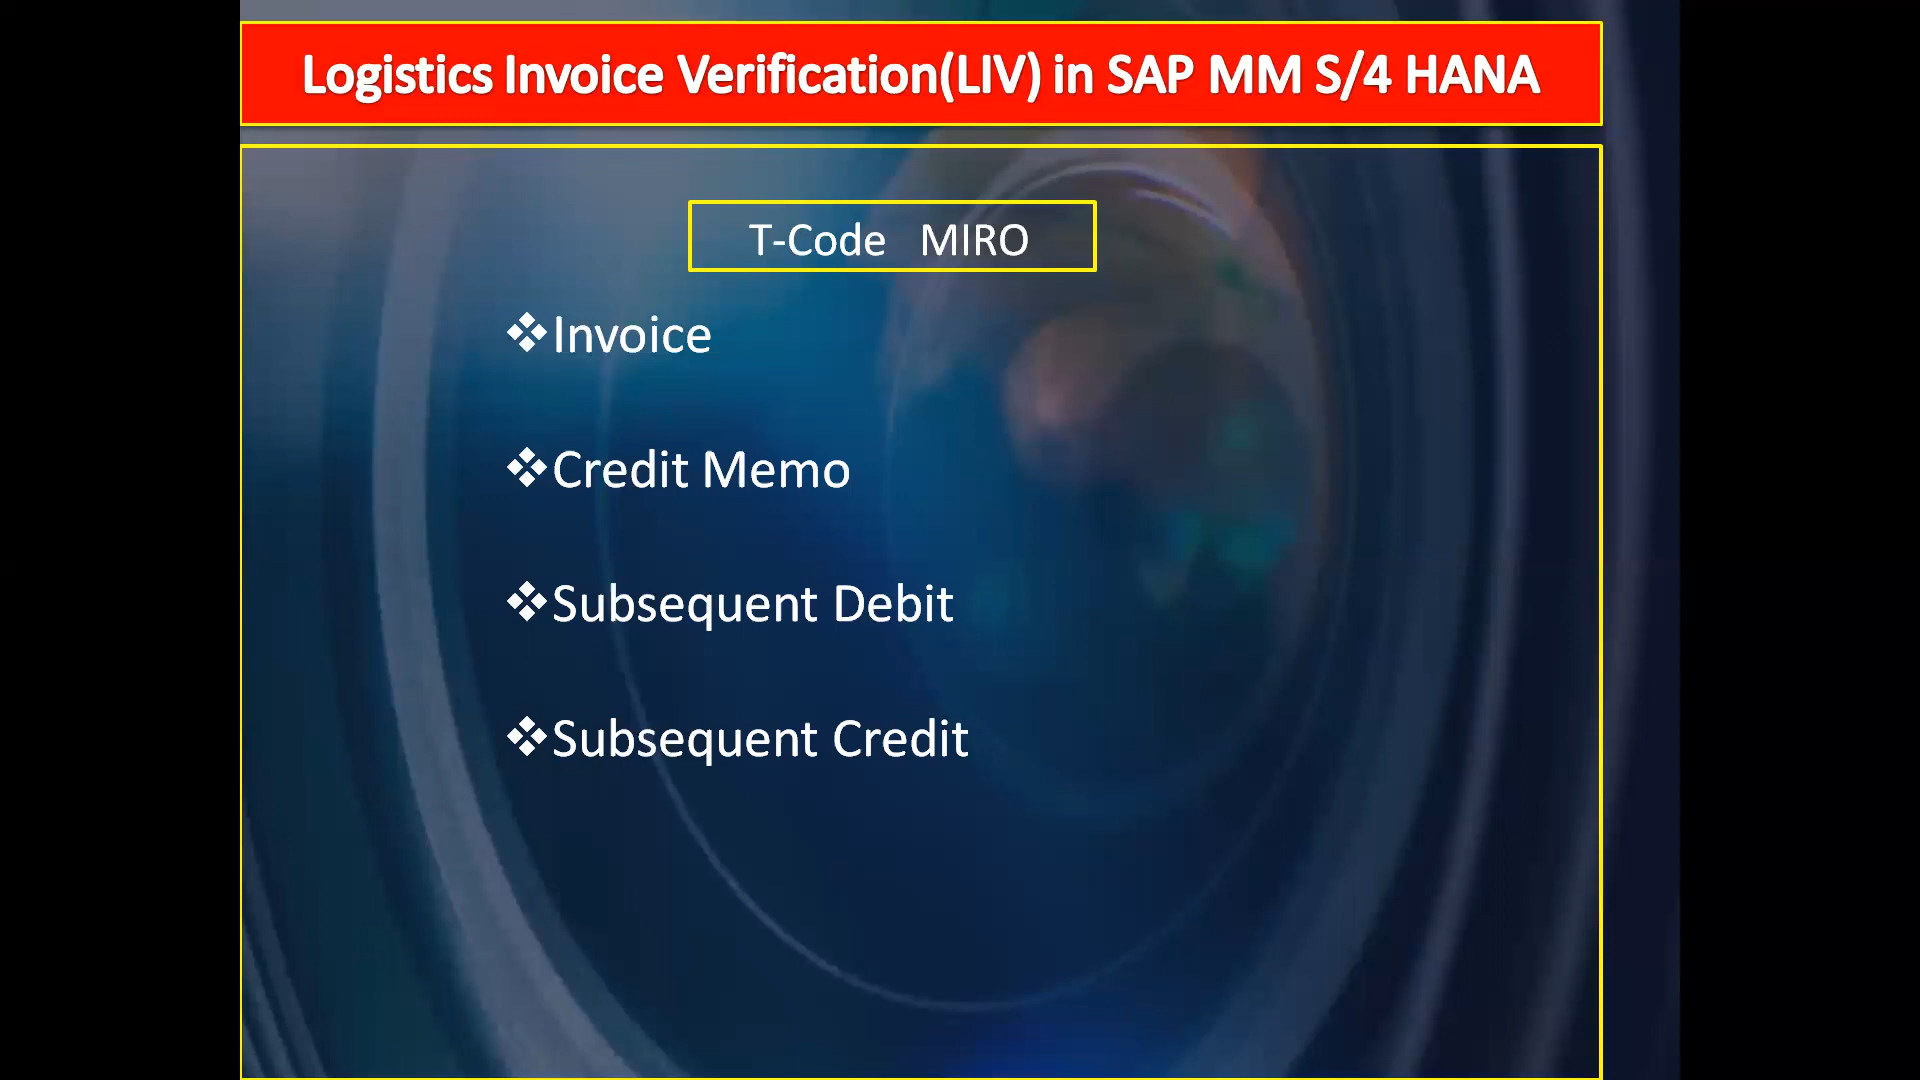 Logistics Invoice Verification(LIV) in SAP MM S/4 HANA
T-Code MIRO
❖Invoice
❖Credit Memo
❖Subsequent Debit
❖Subsequent Credit